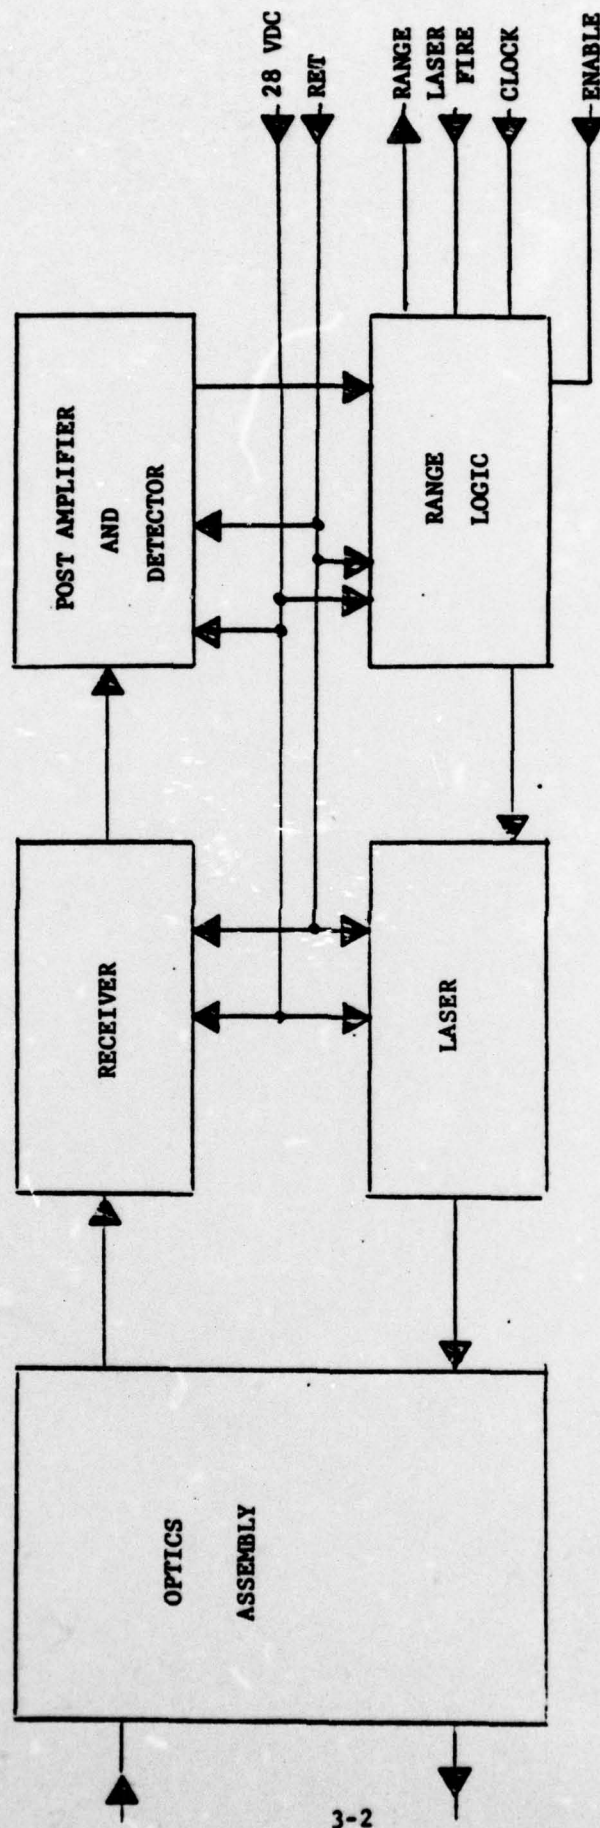 POST AMPLIFIER
AND
DETECTOR
28 VDC
RET
RANGE
LASER
FIRE
CLOCK
ENABLE
RANGE
LOGIC
RECEIVER
LASER
OPTICS
ASSEMBLY
3-2